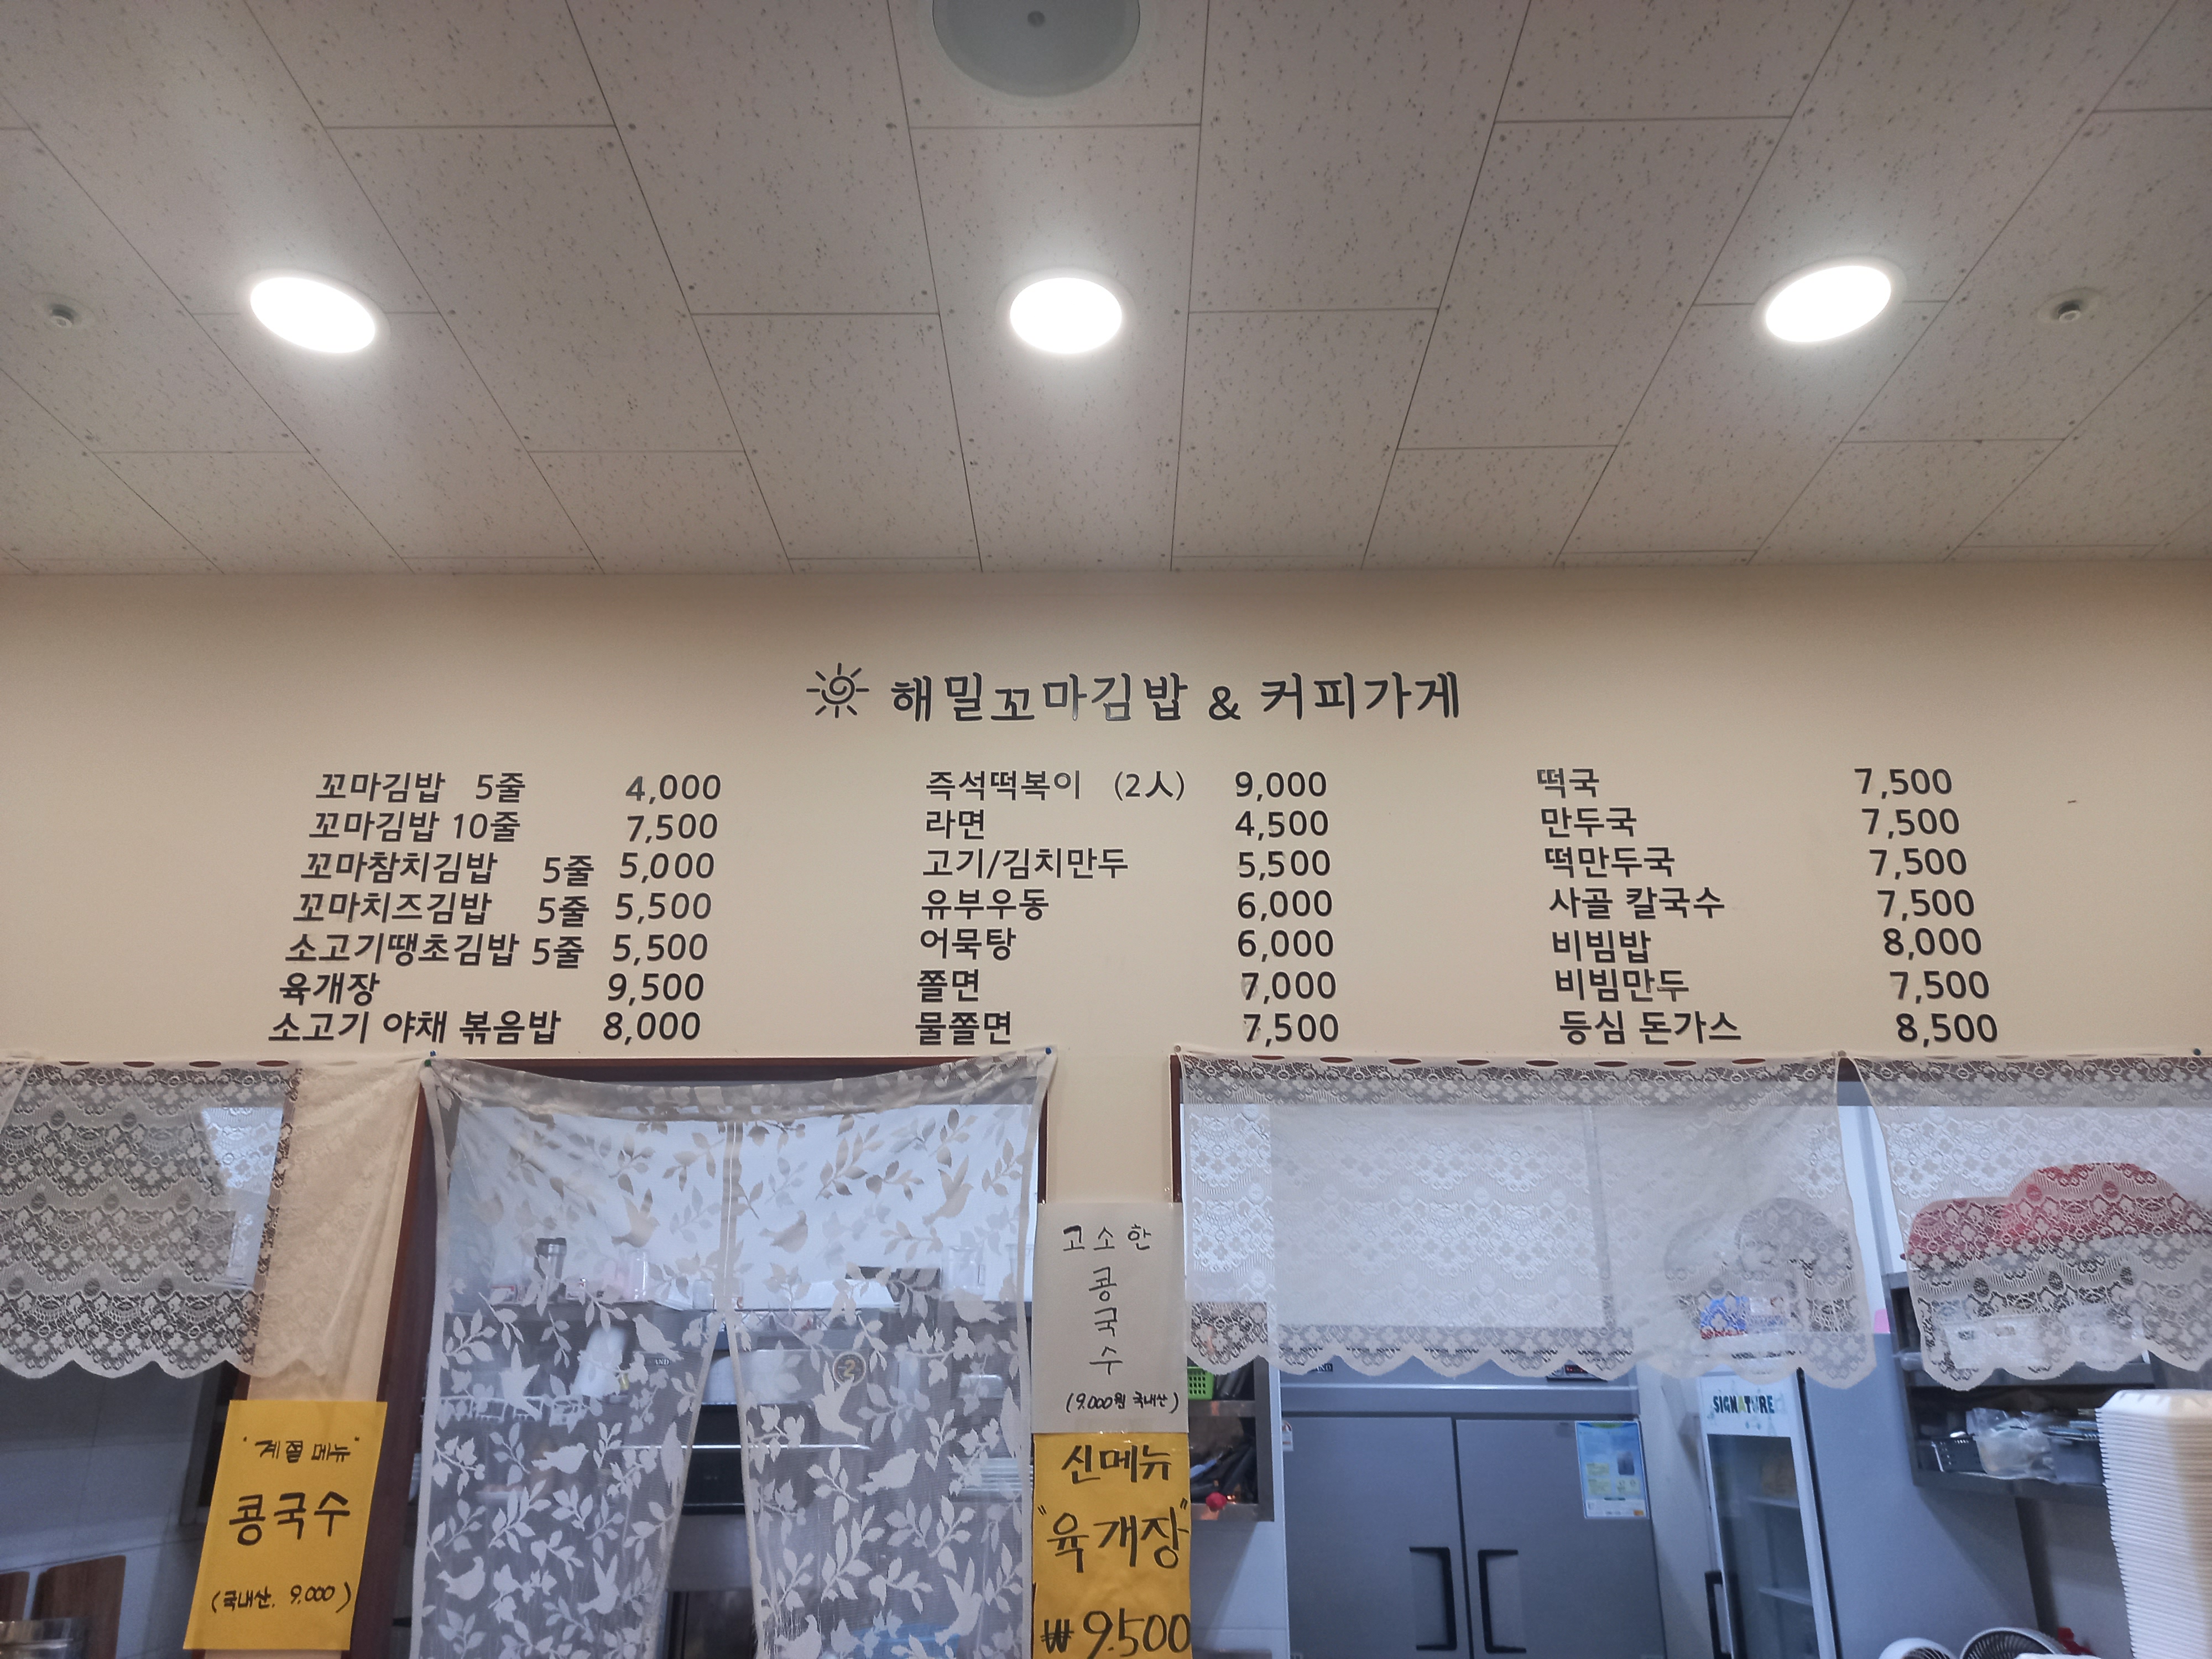 해밀꼬마김밥 & 커피가게
꼬마김밥 5줄 4,000
꼬마김밥 10줄 7,500
꼬마참치김밥 5줄 5,000
꼬마치즈김밥 5줄 5,500
소고기땡초김밥 5줄 5,500
육개장 9,500
소고기 야채 볶음밥 8,000
즉석떡복이 (2人) 9,000
라면 4,500
고기/김치만두 5,500
유부우동 6,000
어묵탕 6,000
쫄면 7,000
물쫄면 7,500
떡국 7,500
만두국 7,500
떡만두국 7,500
사골 칼국수 7,500
비빔밥 8,000
비빔만두 7,500
등심 돈가스 8,500
"계절메뉴"
콩국수
(국내산. 9.000)
고소한
콩
국
수
(9.000원 국내산)
신메뉴
"육개장"
₩9.500
SIGNATURE